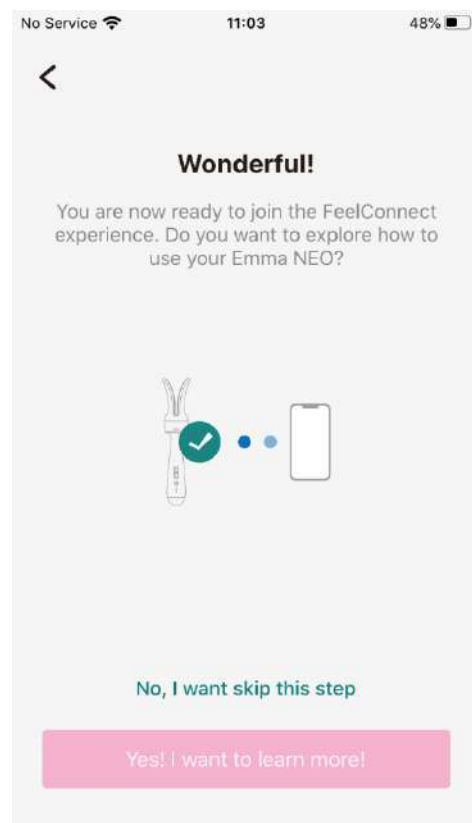 No Service 11:03 48%
Wonderful!
You are now ready to join the FeelConnect
experience. Do you want to explore how to
use your Emma NEO?
No, I want skip this step
Yes! I want to learn more!